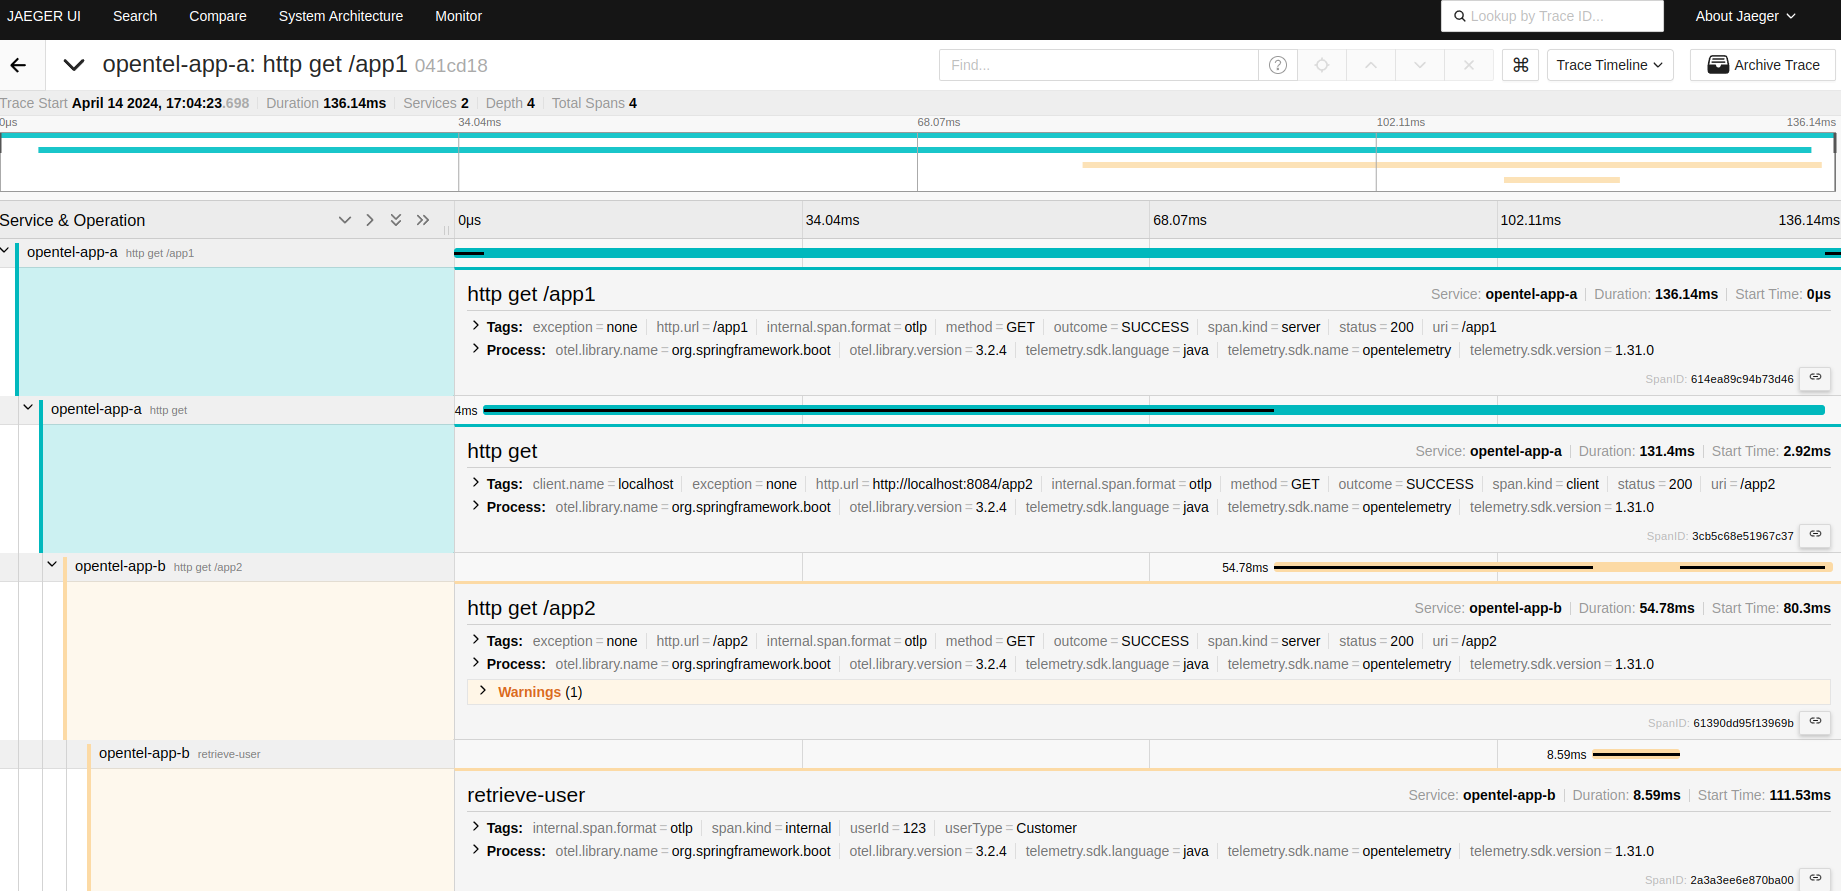 JAEGER UI Search Compare System Architecture Monitor Lookup by Trace ID... About Jaeger
opentel-app-a: http get /app1 041cd18 Find... ? ⌘ Trace Timeline Archive Trace
Trace Start April 14 2024, 17:04:23.698 Duration 136.14ms Services 2 Depth 4 Total Spans 4
0μs 34.04ms 68.07ms 102.11ms 136.14ms
Service & Operation 0μs 34.04ms 68.07ms 102.11ms 136.14ms
opentel-app-a http get /app1
http get /app1 Service: opentel-app-a Duration: 136.14ms Start Time: 0μs
Tags: exception = none http.url = /app1 internal.span.format = otlp method = GET outcome = SUCCESS span.kind = server status = 200 uri = /app1
Process: otel.library.name = org.springframework.boot otel.library.version = 3.2.4 telemetry.sdk.language = java telemetry.sdk.name = opentelemetry telemetry.sdk.version = 1.31.0
SpanID: 614ea89c94b73d46
opentel-app-a http get 4ms
http get Service: opentel-app-a Duration: 131.4ms Start Time: 2.92ms
Tags: client.name = localhost exception = none http.url = http://localhost:8084/app2 internal.span.format = otlp method = GET outcome = SUCCESS span.kind = client status = 200 uri = /app2
Process: otel.library.name = org.springframework.boot otel.library.version = 3.2.4 telemetry.sdk.language = java telemetry.sdk.name = opentelemetry telemetry.sdk.version = 1.31.0
SpanID: 3cb5c68e51967c37
opentel-app-b http get /app2 54.78ms
http get /app2 Service: opentel-app-b Duration: 54.78ms Start Time: 80.3ms
Tags: exception = none http.url = /app2 internal.span.format = otlp method = GET outcome = SUCCESS span.kind = server status = 200 uri = /app2
Process: otel.library.name = org.springframework.boot otel.library.version = 3.2.4 telemetry.sdk.language = java telemetry.sdk.name = opentelemetry telemetry.sdk.version = 1.31.0
Warnings (1)
SpanID: 61390dd95f13969b
opentel-app-b retrieve-user 8.59ms
retrieve-user Service: opentel-app-b Duration: 8.59ms Start Time: 111.53ms
Tags: internal.span.format = otlp span.kind = internal userId = 123 userType = Customer
Process: otel.library.name = org.springframework.boot otel.library.version = 3.2.4 telemetry.sdk.language = java telemetry.sdk.name = opentelemetry telemetry.sdk.version = 1.31.0
SpanID: 2a3a3ee6e870ba00